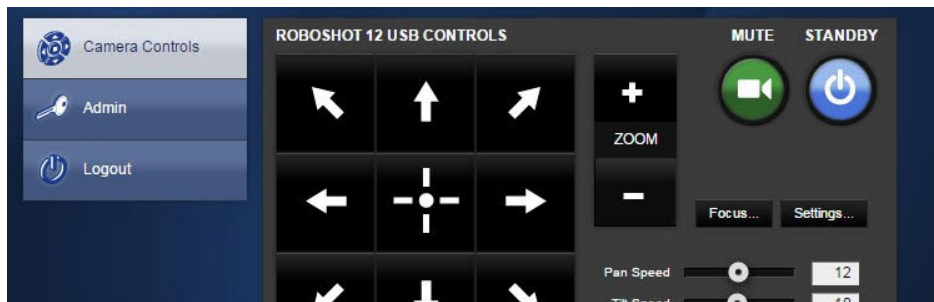 Camera Controls
Admin
Logout
ROBOSHOT 12 USB CONTROLS
MUTE STANDBY
ZOOM
Focus... Settings...
Pan Speed 12